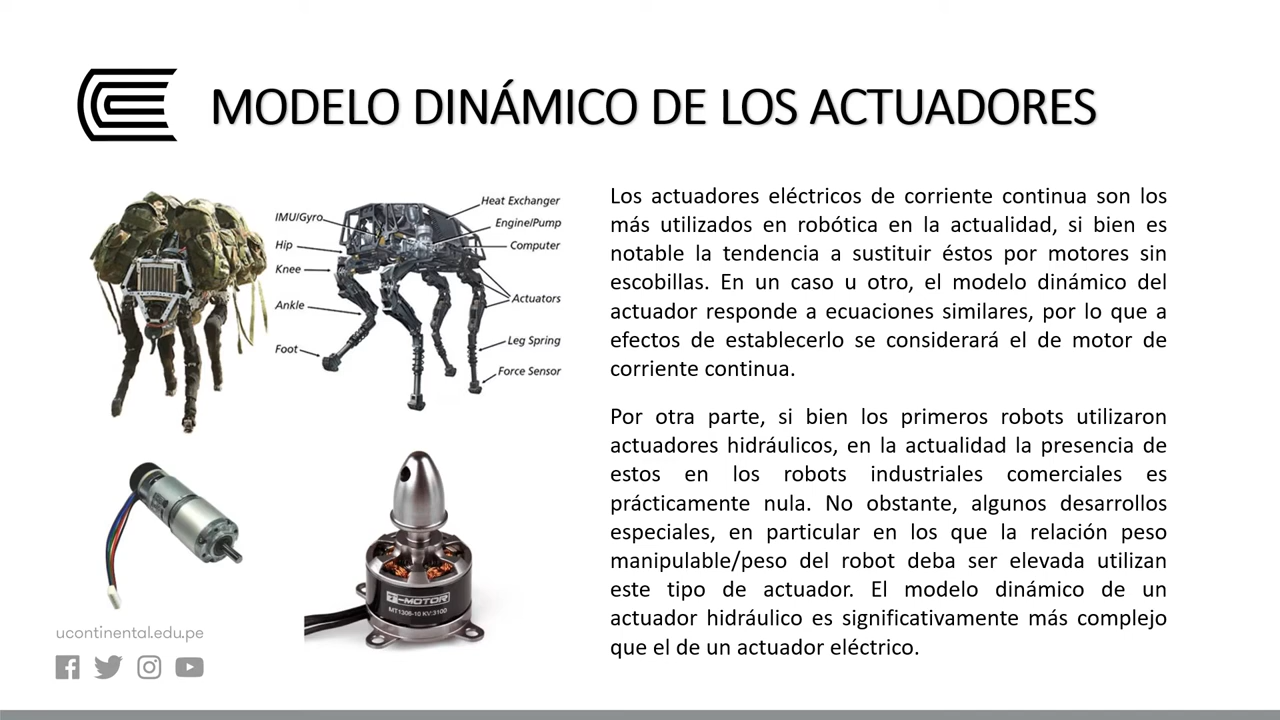 MODELO DINÁMICO DE LOS ACTUADORES
IMU/Gyro
Hip
Knee
Ankle
Foot
Heat Exchanger
Engine/Pump
Computer
Actuators
Leg Spring
Force Sensor
T-MOTOR
MT1306-10 KV:3100
Los actuadores eléctricos de corriente continua son los
más utilizados en robótica en la actualidad, si bien es
notable la tendencia a sustituir éstos por motores sin
escobillas. En un caso u otro, el modelo dinámico del
actuador responde a ecuaciones similares, por lo que a
efectos de establecerlo se considerará el de motor de
corriente continua.
Por otra parte, si bien los primeros robots utilizaron
actuadores hidráulicos, en la actualidad la presencia de
estos en los robots industriales comerciales es
prácticamente nula. No obstante, algunos desarrollos
especiales, en particular en los que la relación peso
manipulable/peso del robot deba ser elevada utilizan
este tipo de actuador. El modelo dinámico de un
actuador hidráulico es significativamente más complejo
que el de un actuador eléctrico.
ucontinental.edu.pe